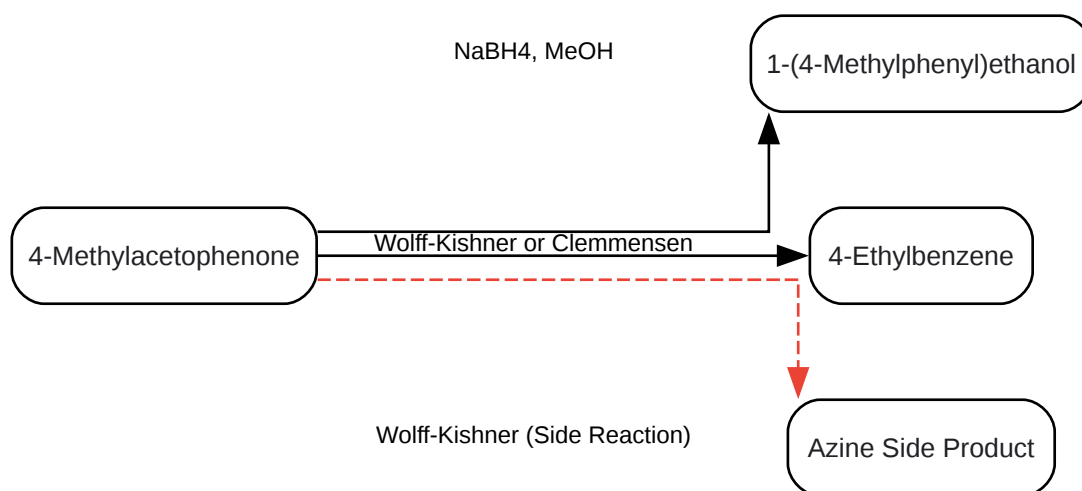 NaBH4, MeOH
1-(4-Methylphenyl)ethanol
4-Methylacetophenone
Wolff-Kishner or Clemmensen
4-Ethylbenzene
Wolff-Kishner (Side Reaction)
Azine Side Product